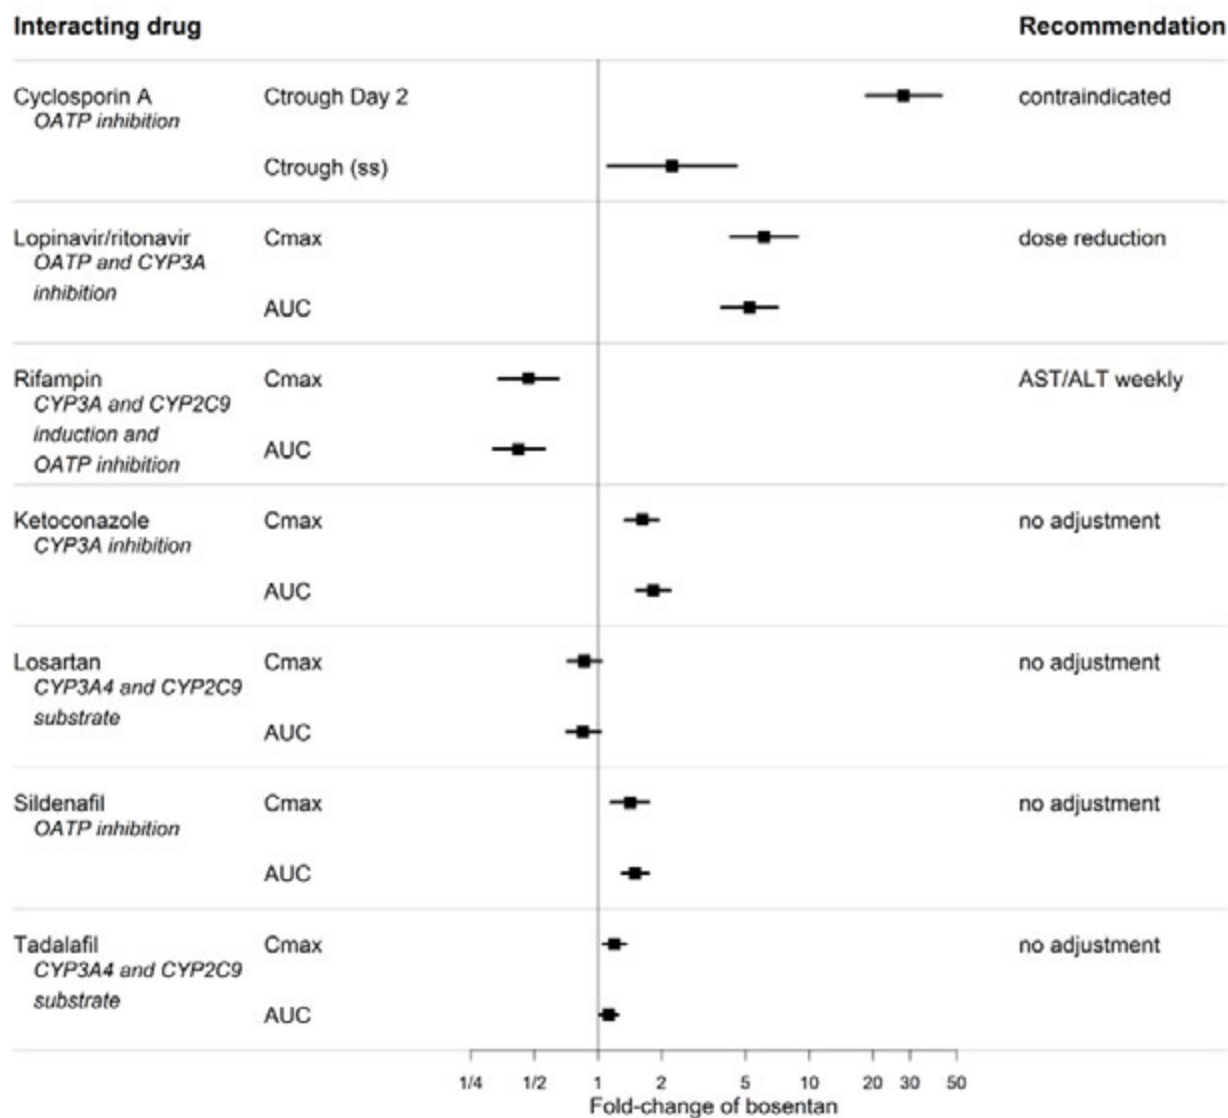 Interacting drug Recommendation
Cyclosporin A Ctrough Day 2 contraindicated
OATP inhibition
Ctrough (ss)
Lopinavir/ritonavir Cmax dose reduction
OATP and CYP3A
inhibition
AUC
Rifampin Cmax AST/ALT weekly
CYP3A and CYP2C9
induction and
AUC
OATP inhibition
Ketoconazole Cmax no adjustment
CYP3A inhibition
AUC
Losartan Cmax no adjustment
CYP3A4 and CYP2C9
substrate
AUC
Sildenafil Cmax no adjustment
OATP inhibition
AUC
Tadalafil Cmax no adjustment
CYP3A4 and CYP2C9
substrate
AUC
1/4 1/2 1 2 5 10 20 30 50
Fold-change of bosentan